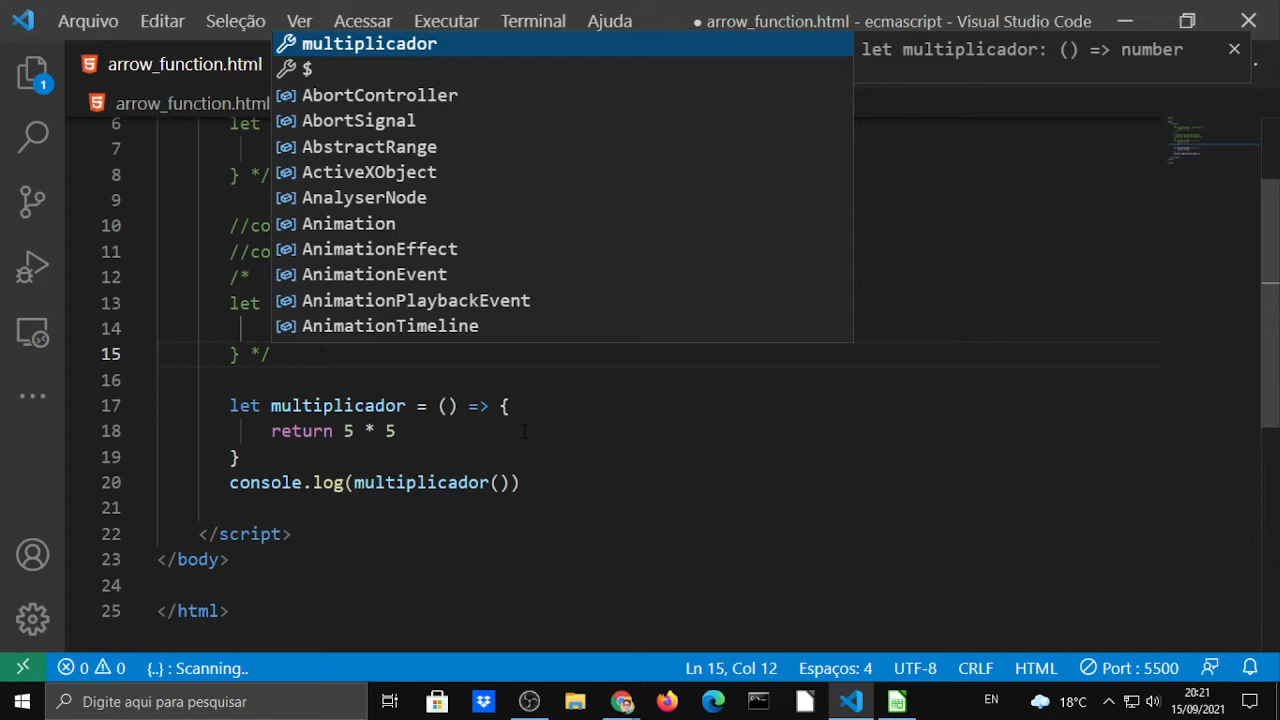 Arquivo Editar Seleção Ver Acessar Executar Terminal Ajuda ● arrow_function.html - ecmascript - Visual Studio Code
arrow_function.html
multiplicador
let multiplicador: () => number
$
arrow_function.html
AbortController
AbortSignal
AbstractRange
ActiveXObject
AnalyserNode
Animation
AnimationEffect
AnimationEvent
AnimationPlaybackEvent
AnimationTimeline
1
6 let
7
8 } */
9
10 //co
11 //co
12 /*
13 let
14
15 } */
16
17 let multiplicador = () => {
18 return 5 * 5
19 }
20 console.log(multiplicador())
21
22 </script>
23 </body>
24
25 </html>
0 0 {..} : Scanning.. Ln 15, Col 12 Espaços: 4 UTF-8 CRLF HTML Port : 5500
Digite aqui para pesquisar EN 18°C 20:21
15/09/2021